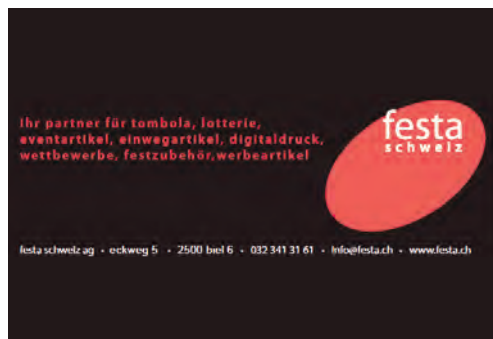 Ihr partner für tombola, lotterie,
eventartikel, einwegartikel, digitaldruck,
wettbewerbe, festzubehör,werbeartikel
festa
schweiz
festa schweiz ag • eckweg 5 • 2500 biel 6 • 032 341 31 61 • info@festa.ch • www.festa.ch